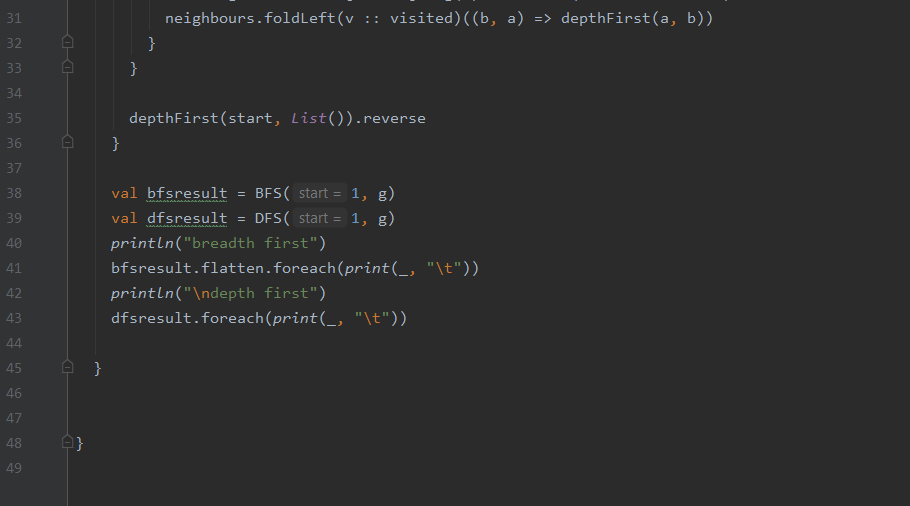 31 neighbours.foldLeft(v :: visited)((b, a) => depthFirst(a, b))
32 }
33 }
34
35 depthFirst(start, List()).reverse
36 }
37
38 val bfsresult = BFS( start = 1, g)
39 val dfsresult = DFS( start = 1, g)
40 println("breadth first")
41 bfsresult.flatten.foreach(print(_, "\t"))
42 println("\ndepth first")
43 dfsresult.foreach(print(_, "\t"))
44
45 }
46
47
48 }
49